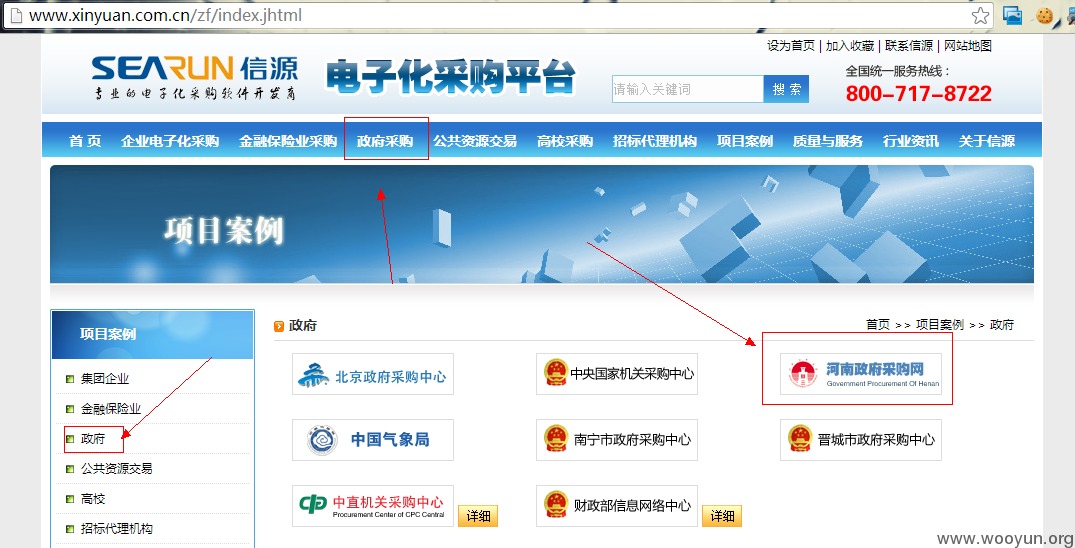 www.xinyuan.com.cn/zf/index.jhtml
设为首页 | 加入收藏 | 联系信源 | 网站地图
SEARUN 信源
专业的电子化采购软件开发商
电子化采购平台
请输入关键词
搜 索
全国统一服务热线：
800-717-8722
首 页 企业电子化采购 金融保险业采购 政府采购 公共资源交易 高校采购 招标代理机构 项目案例 质量与服务 行业资讯 关于信源
项目案例
项目案例
集团企业
金融保险业
政府
公共资源交易
高校
招标代理机构
政府
首页 >> 项目案例 >> 政府
北京政府采购中心
中央国家机关采购中心
河南政府采购网
Government Procurement Of Henan
中国气象局
南宁市政府采购中心
晋城市政府采购中心
中直机关采购中心
Procurement Center of CPC Central
详细
财政部信息网络中心
详细
www.wooyun.org